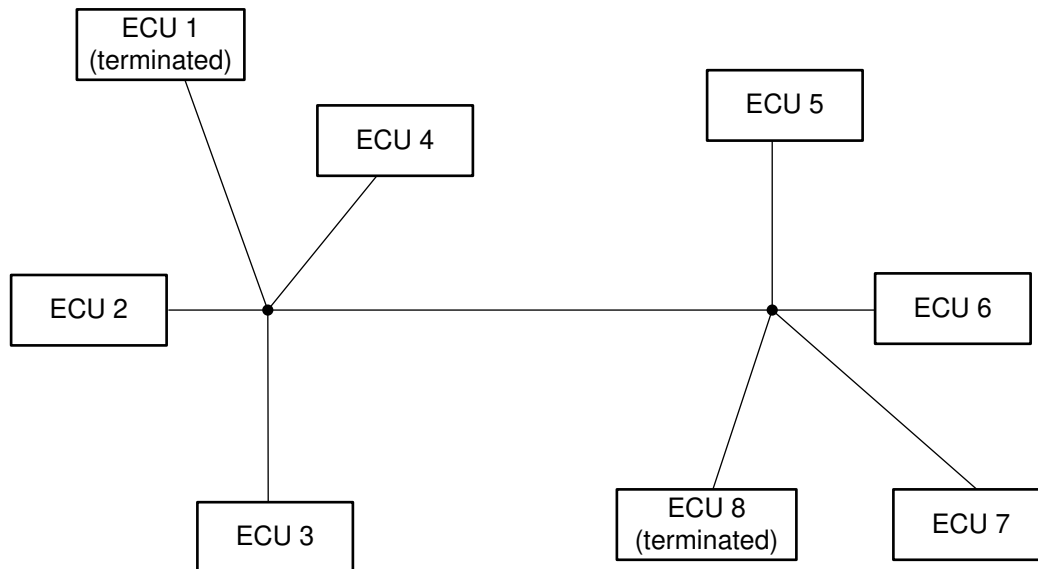 ECU 1
(terminated)
ECU 4
ECU 5
ECU 2
ECU 6
ECU 3
ECU 8
(terminated)
ECU 7